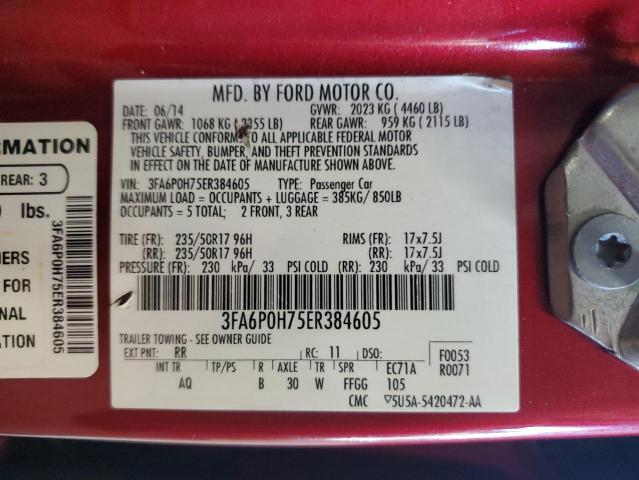 MFD. BY FORD MOTOR CO.
DATE: 06/14 GVWR: 2023 KG ( 4460 LB)
FRONT GAWR: 1068 KG ( 2355 LB) REAR GAWR: 959 KG ( 2115 LB)
THIS VEHICLE CONFORMS TO ALL APPLICABLE FEDERAL MOTOR
VEHICLE SAFETY, BUMPER, AND THEFT PREVENTION STANDARDS
IN EFFECT ON THE DATE OF MANUFACTURE SHOWN ABOVE.
VIN: 3FA6P0H75ER384605 TYPE: Passenger Car
MAXIMUM LOAD = OCCUPANTS + LUGGAGE = 385KG/ 850LB
OCCUPANTS = 5 TOTAL; 2 FRONT, 3 REAR
TIRE (FR): 235/50R17 96H RIMS (FR): 17x7.5J
(RR): 235/50R17 96H (RR): 17x7.5J
PRESSURE (FR): 230 kPa/ 33 PSI COLD (RR): 230 kPa/ 33 PSI COLD
3FA6P0H75ER384605
TRAILER TOWING - SEE OWNER GUIDE
EXT PNT: RR RC: 11 DSO: F0053
INT TR TP/PS R AXLE TR SPR EC71A R0071
AQ B 30 W FFGG 105
CMC 5U5A-5420472-AA
REAR: 3
lbs.
FOR
ONAL
ATION
3FA6P0H75ER384605